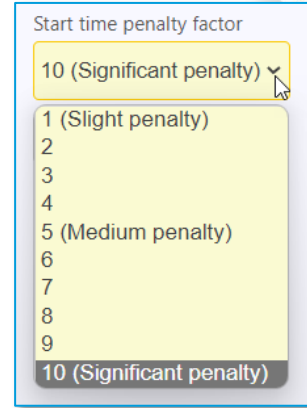 Start time penalty factor
10 (Significant penalty)
1 (Slight penalty)
2
3
4
5 (Medium penalty)
6
7
8
9
10 (Significant penalty)